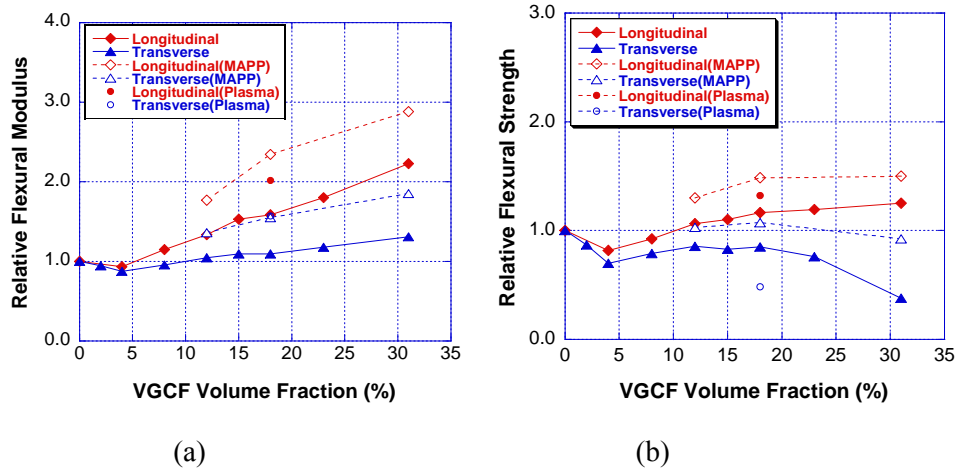 4.0
3.0
2.0
1.0
0.0
Relative Flexural Modulus
Longitudinal
Transverse
Longitudinal(MAPP)
Transverse(MAPP)
Longitudinal(Plasma)
Transverse(Plasma)
0 5 10 15 20 25 30 35
VGCF Volume Fraction (%)
(a)
3.0
2.0
1.0
0.0
Relative Flexural Strength
Longitudinal
Transverse
Longitudinal(MAPP)
Transverse(MAPP)
Longitudinal(Plasma)
Transverse(Plasma)
0 5 10 15 20 25 30 35
VGCF Volume Fraction (%)
(b)